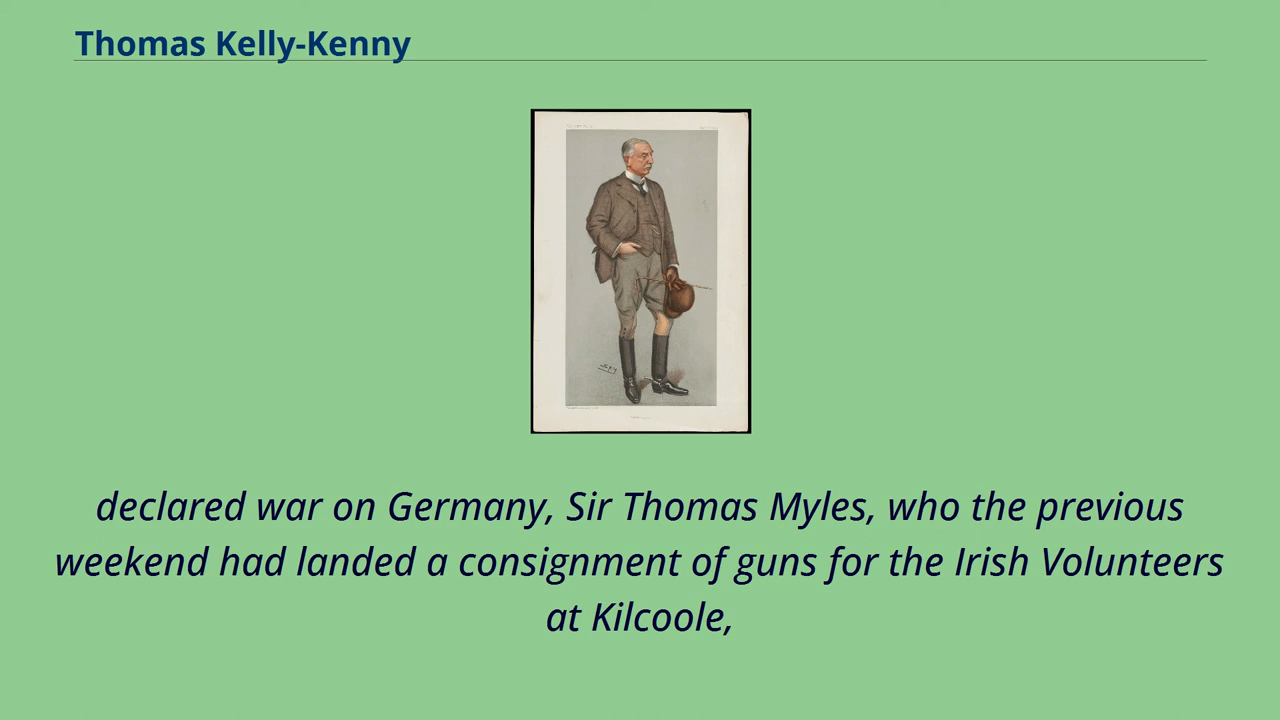 Thomas Kelly-Kenny
Spy
declared war on Germany, Sir Thomas Myles, who the previous
weekend had landed a consignment of guns for the Irish Volunteers
at Kilcoole,